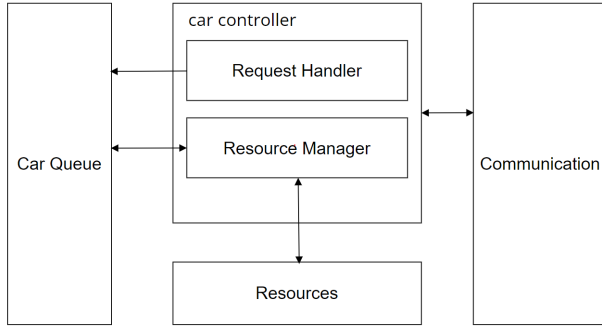 car controller
Request Handler
Resource Manager
Car Queue
Communication
Resources